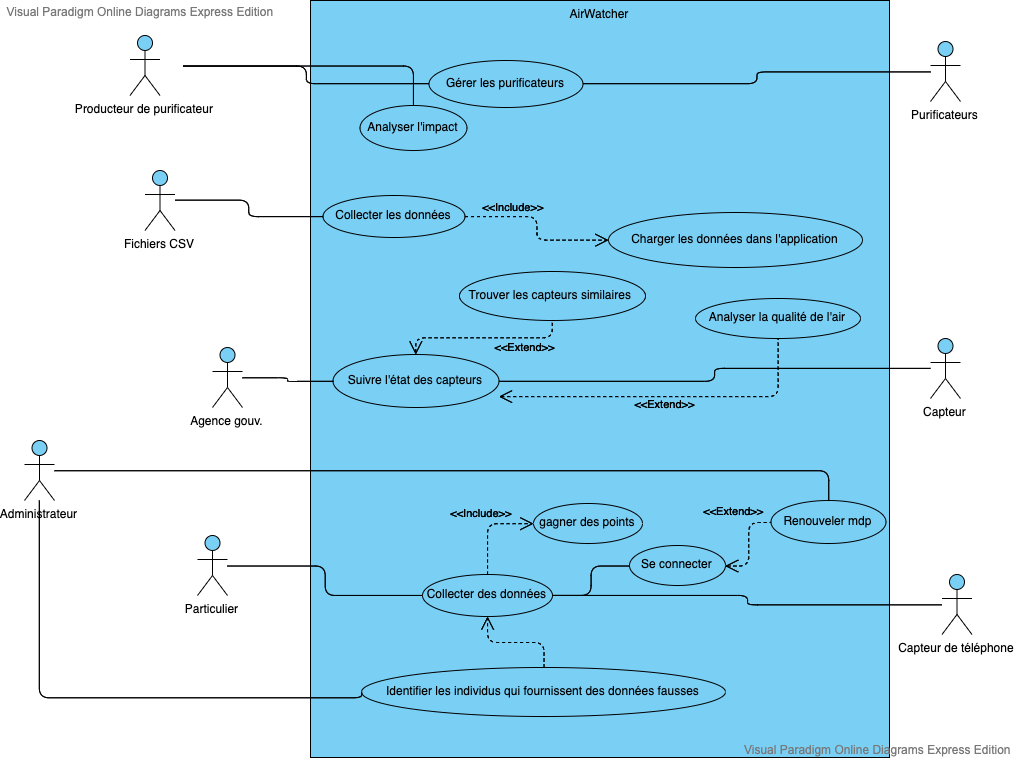 Visual Paradigm Online Diagrams Express Edition
AirWatcher
Gérer les purificateurs
Producteur de purificateur
Purificateurs
Analyser l'impact
<<Include>>
Collecter les données
Fichiers CSV
Charger les données dans l'application
Trouver les capteurs similaires
Analyser la qualité de l'air
<<Extend>>
Suivre l'état des capteurs
<<Extend>>
Agence gouv.
Capteur
Administrateur
<<Include>>
gagner des points
<<Extend>>
Renouveler mdp
Se connecter
Particulier
Collecter des données
Capteur de téléphone
Identifier les individus qui fournissent des données fausses
Visual Paradigm Online Diagrams Express Edition